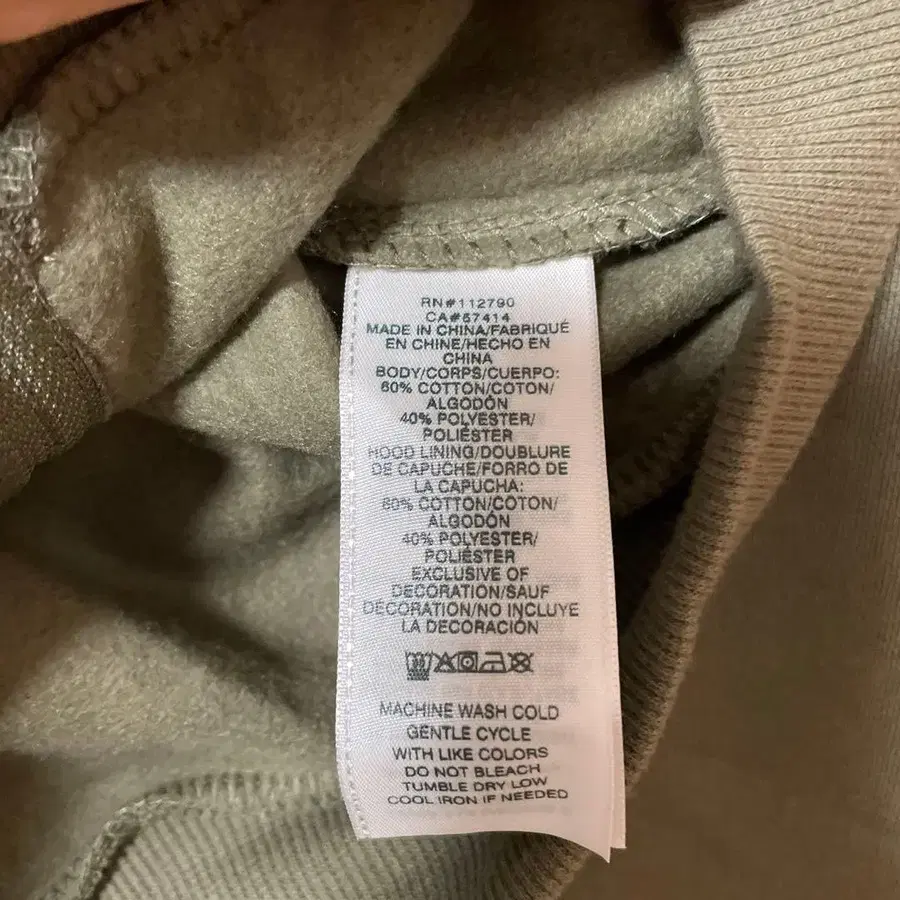 RN#112790
CA#57414
MADE IN CHINA/FABRIQUÉ
EN CHINE/HECHO EN
CHINA
BODY/CORPS/CUERPO:
60% COTTON/COTON/
ALGODÓN
40% POLYESTER/
POLIÉSTER
HOOD LINING/DOUBLURE
DE CAPUCHE/FORRO DE
LA CAPUCHA:
60% COTTON/COTON/
ALGODÓN
40% POLYESTER/
POLIÉSTER
EXCLUSIVE OF
DECORATION/SAUF
DÉCORATION/NO INCLUYE
LA DECORACIÓN
MACHINE WASH COLD
GENTLE CYCLE
WITH LIKE COLORS
DO NOT BLEACH
TUMBLE DRY LOW
COOL IRON IF NEEDED